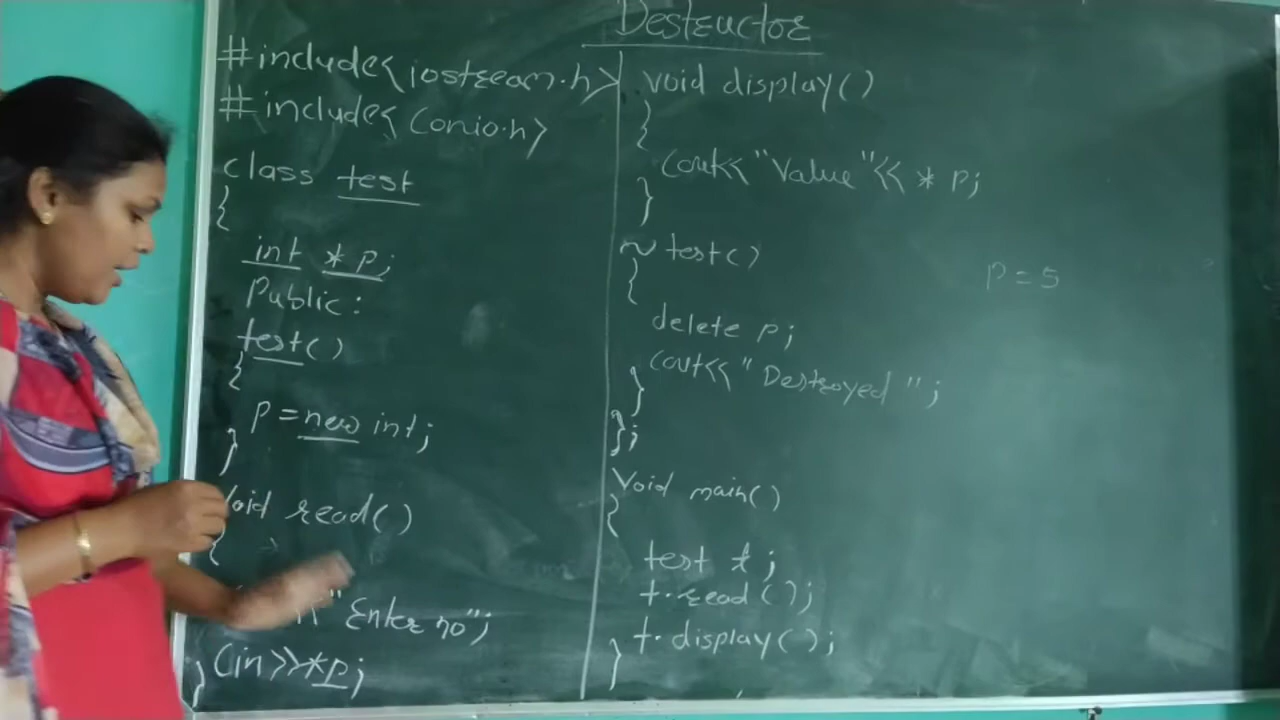 Destructor
#include<iostream.h>
#include<conio.h>
class test
{
int *p;
Public:
test()
{
p = new int;
}
Void read()
{
<< "Enter no";
} Cin>>*p;
void display()
}
{
cout<< "Value"<< * p;
}
~ test()
{
delete p;
cout<< "Destroyed ";
}
};
Void main()
{
test t;
t.read();
t.display();
}
p = 5